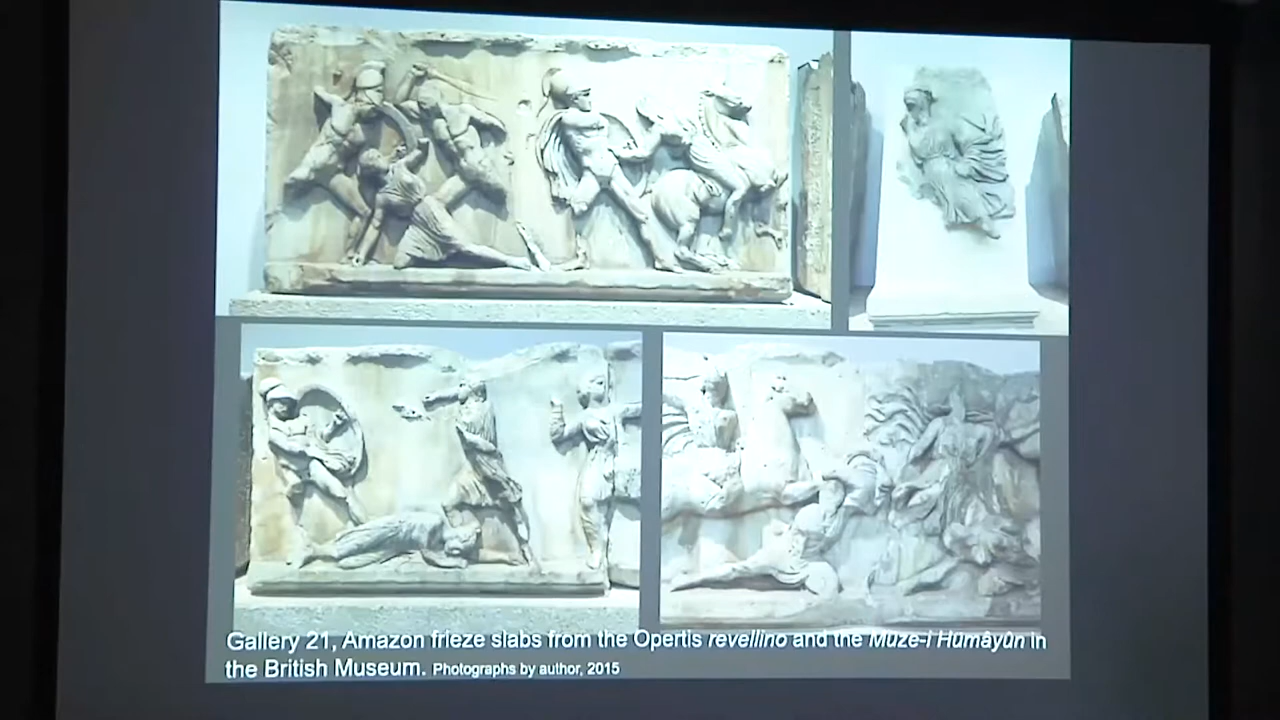 Gallery 21, Amazon frieze slabs from the Opertis revellino and the Müze-i Hümâyûn in
the British Museum. Photographs by author, 2015